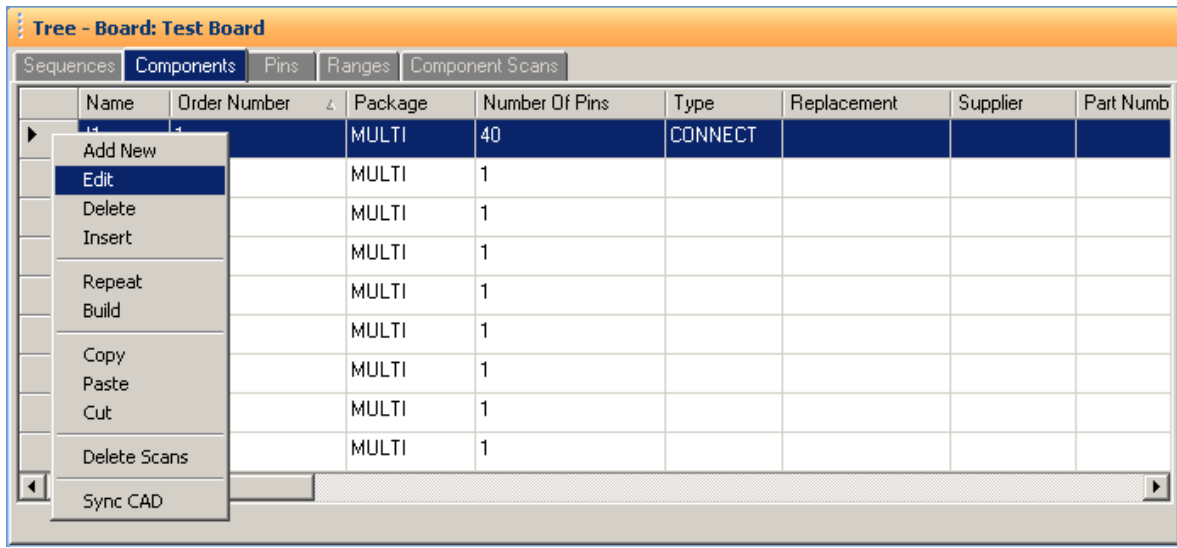 Tree - Board: Test Board
Sequences Components Pins Ranges Component Scans
Name Order Number Package Number Of Pins Type Replacement Supplier Part Numb
MULTI 40 CONNECT
MULTI 1
MULTI 1
MULTI 1
MULTI 1
MULTI 1
MULTI 1
MULTI 1
MULTI 1
Add New
Edit
Delete
Insert
Repeat
Build
Copy
Paste
Cut
Delete Scans
Sync CAD